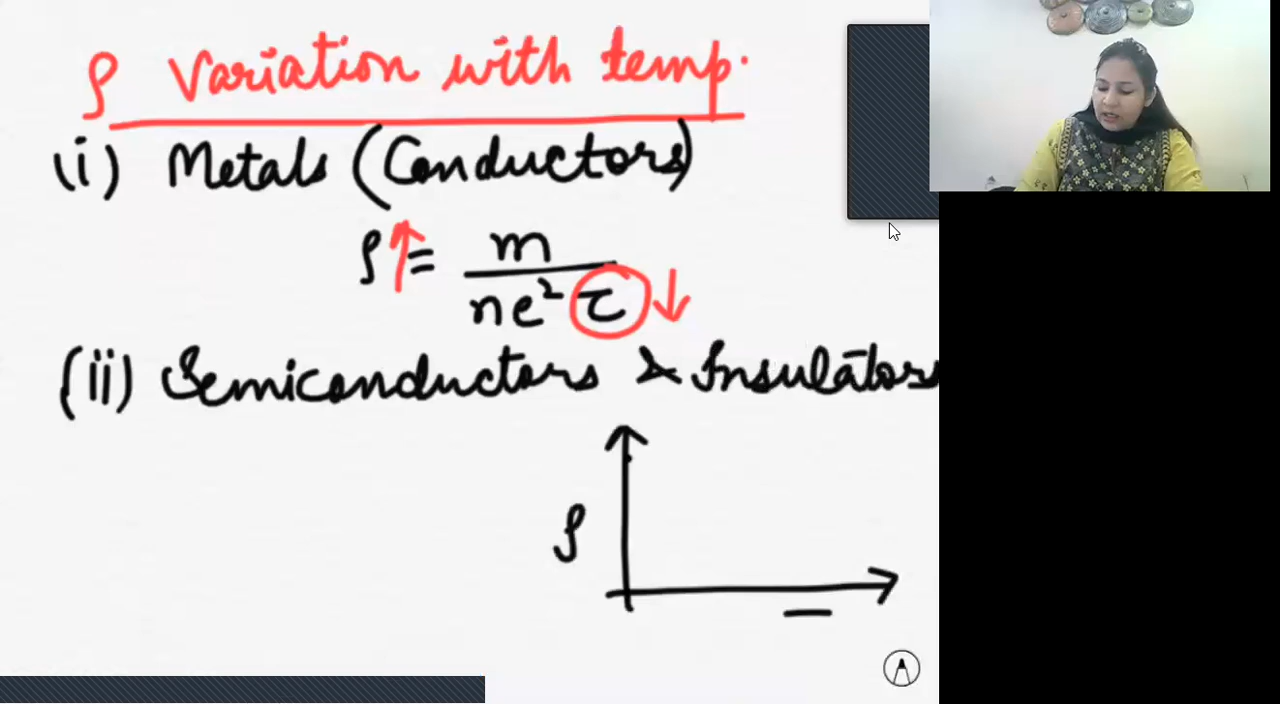 ρ Variation with temp.
(i) Metals (Conductors)
ρ↑ = m / ne²τ ↓
(ii) Semiconductors & Insulators
ρ